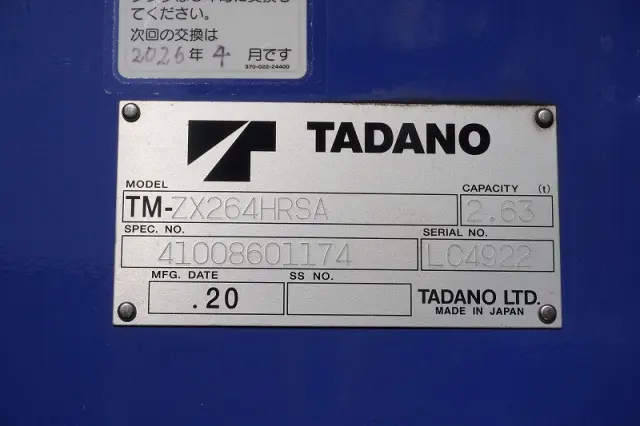 てください。
次回の交換は
2026年 4 月です
370-022-24400
TADANO
MODEL
CAPACITY (t)
TM-ZX264HRSA
2.63
SPEC. NO.
SERIAL NO.
41008601174
LC4922
MFG. DATE
SS NO.
.20
TADANO LTD.
MADE IN JAPAN